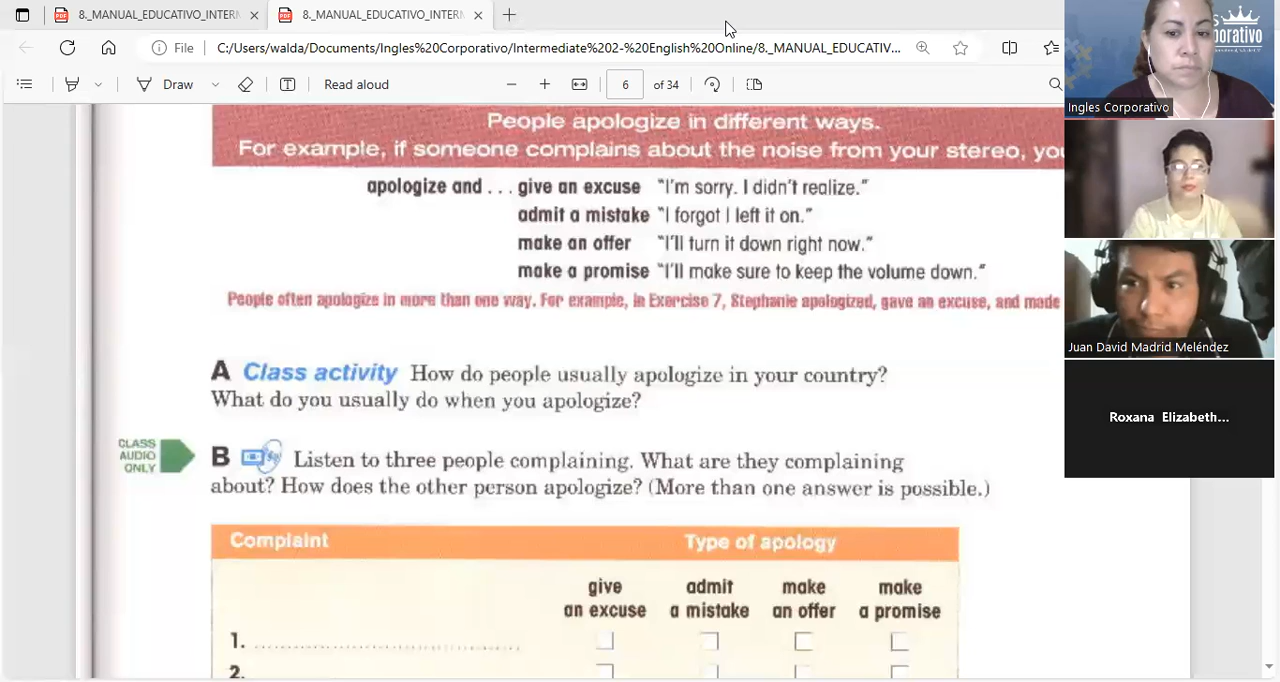 8._MANUAL_EDUCATIVO_INTERN
8._MANUAL_EDUCATIVO_INTERN
File
C:/Users/walda/Documents/Ingles%20Corporativo/Intermediate%202-%20English%20Online/8._MANUAL_EDUCATIV...
Draw
Read aloud
6
of 34
orporativo
Ingles Corporativo
Juan David Madrid Meléndez
Roxana Elizabeth...
People apologize in different ways.
For example, if someone complains about the noise from your stereo, you
apologize and . . . give an excuse "I'm sorry. I didn't realize."
admit a mistake "I forgot I left it on."
make an offer "I'll turn it down right now."
make a promise "I'll make sure to keep the volume down."
People often apologize in more than one way. For example, in Exercise 7, Stephanie apologized, gave an excuse, and made
A Class activity How do people usually apologize in your country?
What do you usually do when you apologize?
CLASS
AUDIO
ONLY
B Listen to three people complaining. What are they complaining
about? How does the other person apologize? (More than one answer is possible.)
Complaint
Type of apology
give
an excuse
admit
a mistake
make
an offer
make
a promise
1.
2.